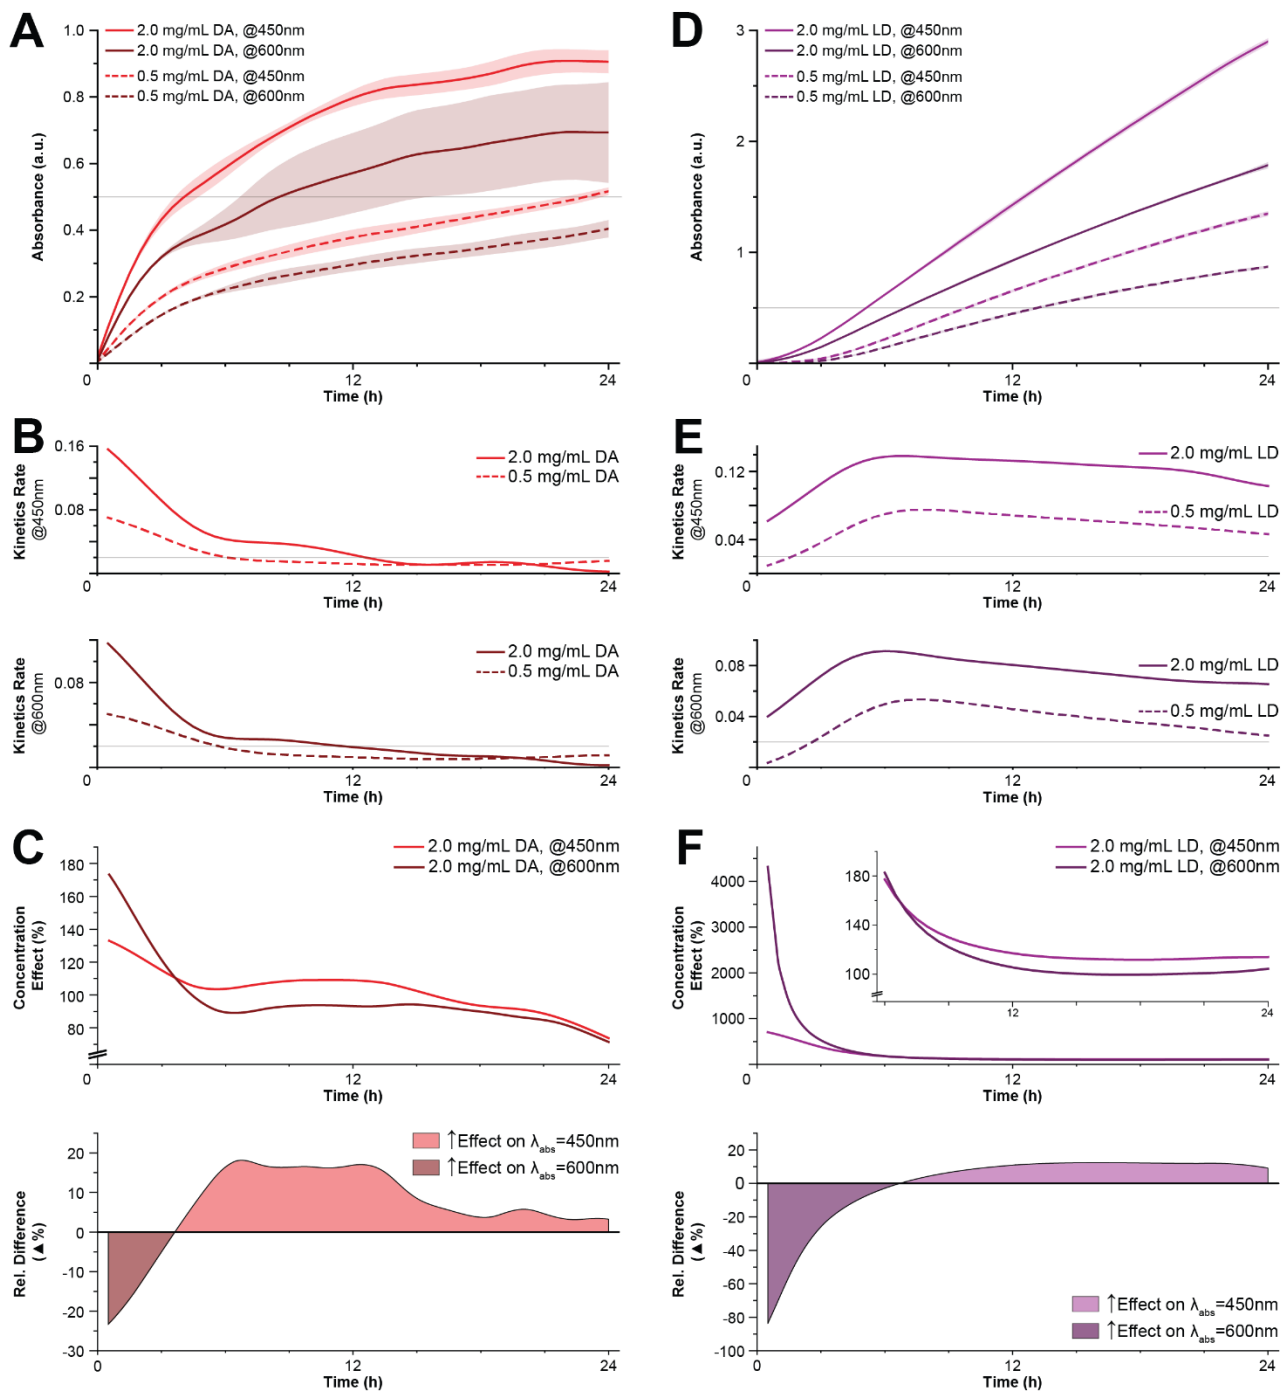 A
1.0
0.8
0.6
0.4
0.2
Absorbance (a.u.)
2.0 mg/mL DA, @450nm
2.0 mg/mL DA, @600nm
0.5 mg/mL DA, @450nm
0.5 mg/mL DA, @600nm
0
12
24
Time (h)
B
0.16
0.08
Kinetics Rate
@450nm
2.0 mg/mL DA
0.5 mg/mL DA
0
12
24
Time (h)
0.08
Kinetics Rate
@600nm
2.0 mg/mL DA
0.5 mg/mL DA
0
12
24
Time (h)
C
180
160
140
120
100
80
Concentration
Effect (%)
2.0 mg/mL DA, @450nm
2.0 mg/mL DA, @600nm
0
12
24
Time (h)
20
10
0
-10
-20
-30
Rel. Difference
(▲%)
↑Effect on λabs=450nm
↑Effect on λabs=600nm
0
12
24
Time (h)
D
3
2
1
0
Absorbance (a.u.)
2.0 mg/mL LD, @450nm
2.0 mg/mL LD, @600nm
0.5 mg/mL LD, @450nm
0.5 mg/mL LD, @600nm
0
12
24
Time (h)
E
0.12
0.04
Kinetics Rate
@450nm
2.0 mg/mL LD
0.5 mg/mL LD
0
12
24
Time (h)
0.08
0.04
Kinetics Rate
@600nm
2.0 mg/mL LD
0.5 mg/mL LD
0
12
24
Time (h)
F
4000
3000
2000
1000
Concentration
Effect (%)
2.0 mg/mL LD, @450nm
2.0 mg/mL LD, @600nm
180
140
100
12
24
0
12
24
Time (h)
20
0
-20
-40
-60
-80
-100
Rel. Difference
(▲%)
↑Effect on λabs=450nm
↑Effect on λabs=600nm
0
12
24
Time (h)